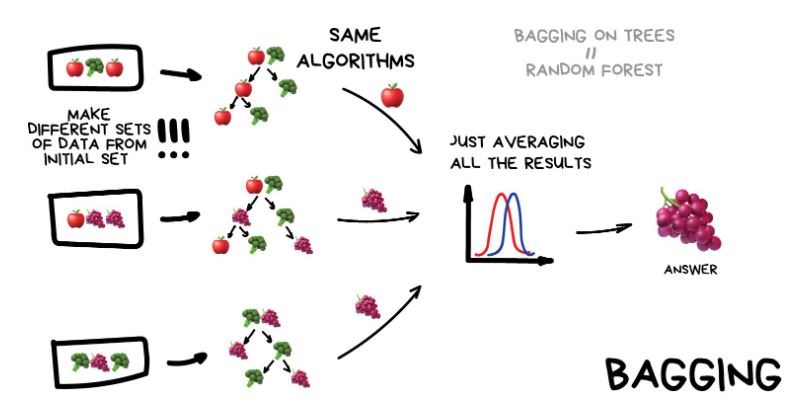 SAME
ALGORITHMS
BAGGING ON TREES
=
RANDOM FOREST
MAKE
DIFFERENT SETS
OF DATA FROM
INITIAL SET
!!!
JUST AVERAGING
ALL THE RESULTS
ANSWER
BAGGING